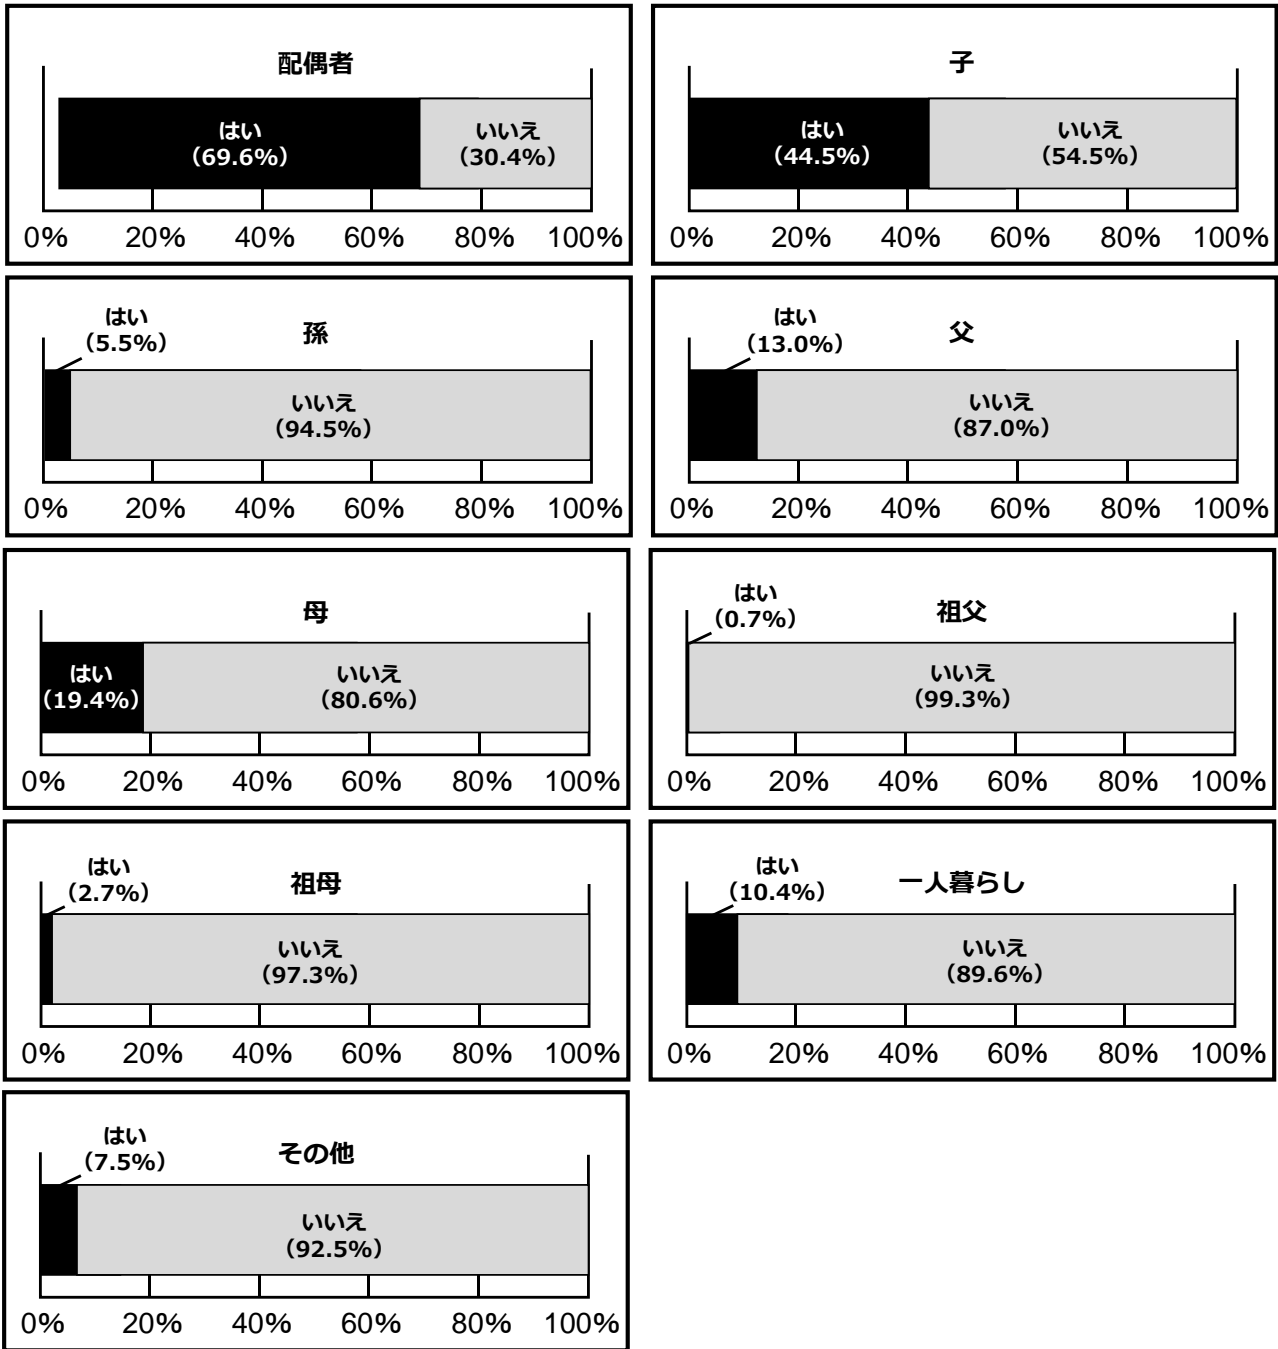 配偶者
はい
（69.6%）
いいえ
（30.4%）
0% 20% 40% 60% 80% 100%
子
はい
（44.5%）
いいえ
（54.5%）
0% 20% 40% 60% 80% 100%
はい
（5.5%）
孫
いいえ
（94.5%）
0% 20% 40% 60% 80% 100%
はい
（13.0%）
父
いいえ
（87.0%）
0% 20% 40% 60% 80% 100%
母
はい
（19.4%）
いいえ
（80.6%）
0% 20% 40% 60% 80% 100%
はい
（0.7%）
祖父
いいえ
（99.3%）
0% 20% 40% 60% 80% 100%
はい
（2.7%）
祖母
いいえ
（97.3%）
0% 20% 40% 60% 80% 100%
はい
（10.4%）
一人暮らし
いいえ
（89.6%）
0% 20% 40% 60% 80% 100%
はい
（7.5%）
その他
いいえ
（92.5%）
0% 20% 40% 60% 80% 100%